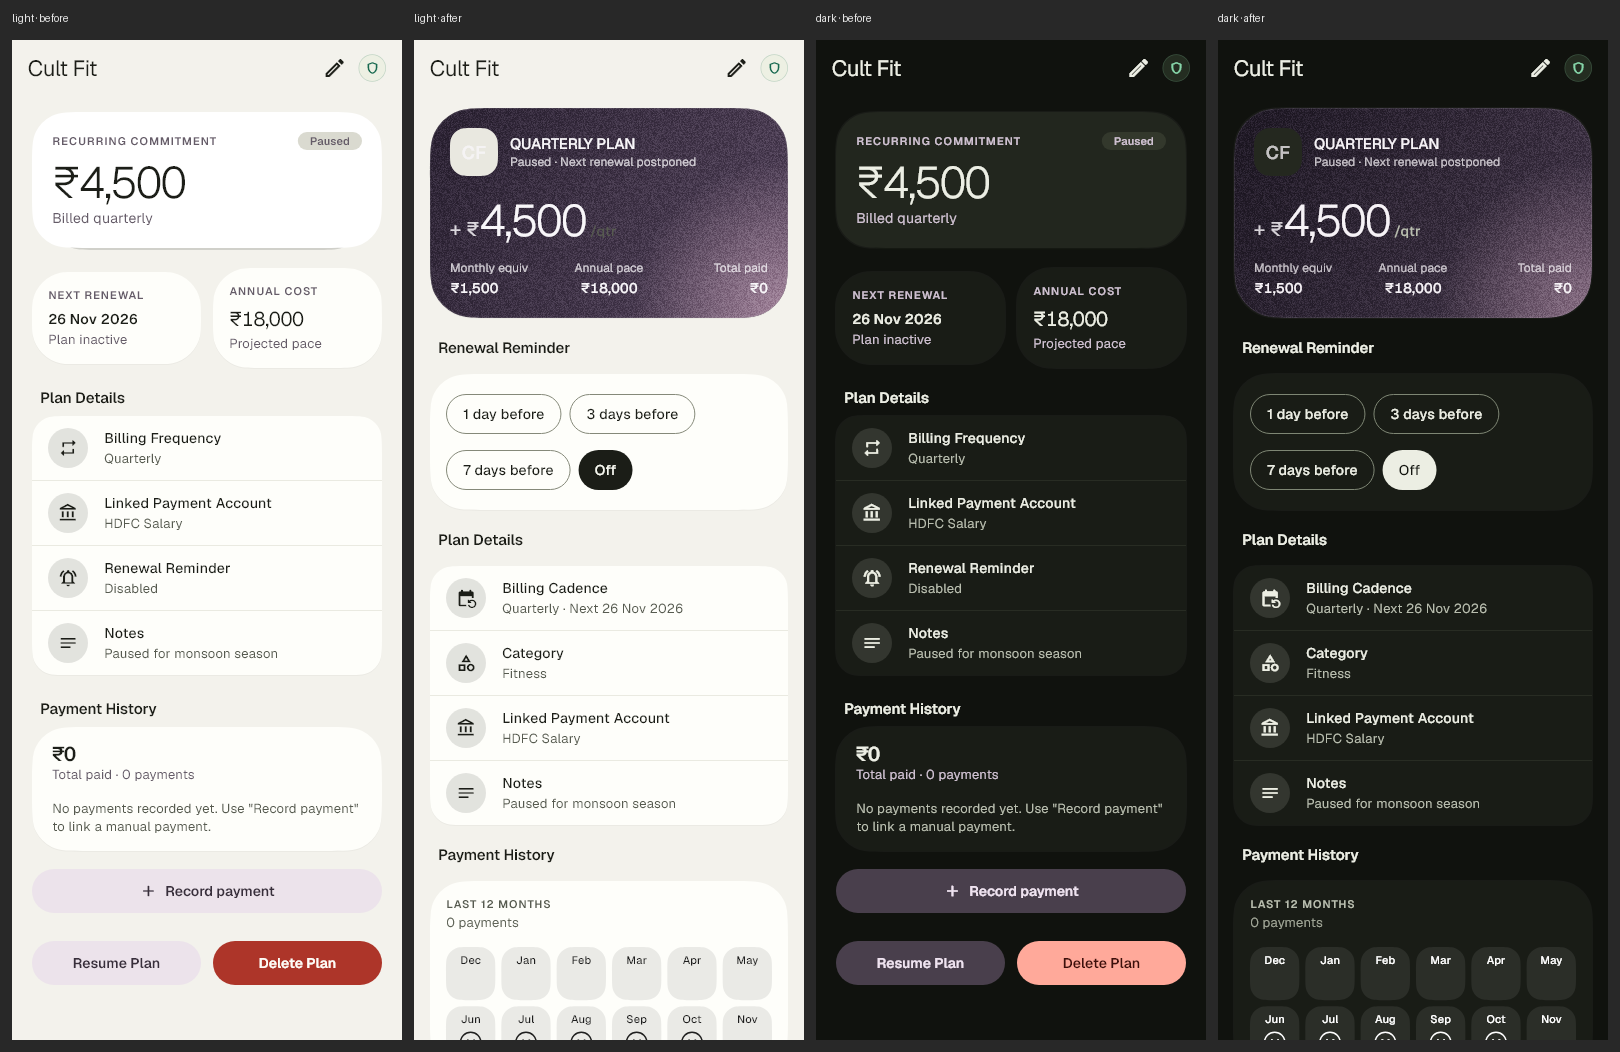 light·before
Cult Fit
RECURRING COMMITMENT
Paused
₹4,500
Billed quarterly
NEXT RENEWAL
26 Nov 2026
Plan inactive
ANNUAL COST
₹18,000
Projected pace
Plan Details
Billing Frequency
Quarterly
Linked Payment Account
HDFC Salary
Renewal Reminder
Disabled
Notes
Paused for monsoon season
Payment History
₹0
Total paid · 0 payments
No payments recorded yet. Use "Record payment"
to link a manual payment.
+ Record payment
Resume Plan
Delete Plan
light·after
Cult Fit
CF
QUARTERLY PLAN
Paused · Next renewal postponed
+ ₹4,500 /qtr
Monthly equiv
₹1,500
Annual pace
₹18,000
Total paid
₹0
Renewal Reminder
1 day before
3 days before
7 days before
Off
Plan Details
Billing Cadence
Quarterly · Next 26 Nov 2026
Category
Fitness
Linked Payment Account
HDFC Salary
Notes
Paused for monsoon season
Payment History
LAST 12 MONTHS
0 payments
Dec Jan Feb Mar Apr May
Jun Jul Aug Sep Oct Nov
dark·before
Cult Fit
RECURRING COMMITMENT
Paused
₹4,500
Billed quarterly
NEXT RENEWAL
26 Nov 2026
Plan inactive
ANNUAL COST
₹18,000
Projected pace
Plan Details
Billing Frequency
Quarterly
Linked Payment Account
HDFC Salary
Renewal Reminder
Disabled
Notes
Paused for monsoon season
Payment History
₹0
Total paid · 0 payments
No payments recorded yet. Use "Record payment"
to link a manual payment.
+ Record payment
Resume Plan
Delete Plan
dark·after
Cult Fit
CF
QUARTERLY PLAN
Paused · Next renewal postponed
+ ₹4,500 /qtr
Monthly equiv
₹1,500
Annual pace
₹18,000
Total paid
₹0
Renewal Reminder
1 day before
3 days before
7 days before
Off
Plan Details
Billing Cadence
Quarterly · Next 26 Nov 2026
Category
Fitness
Linked Payment Account
HDFC Salary
Notes
Paused for monsoon season
Payment History
LAST 12 MONTHS
0 payments
Dec Jan Feb Mar Apr May
Jun Jul Aug Sep Oct Nov